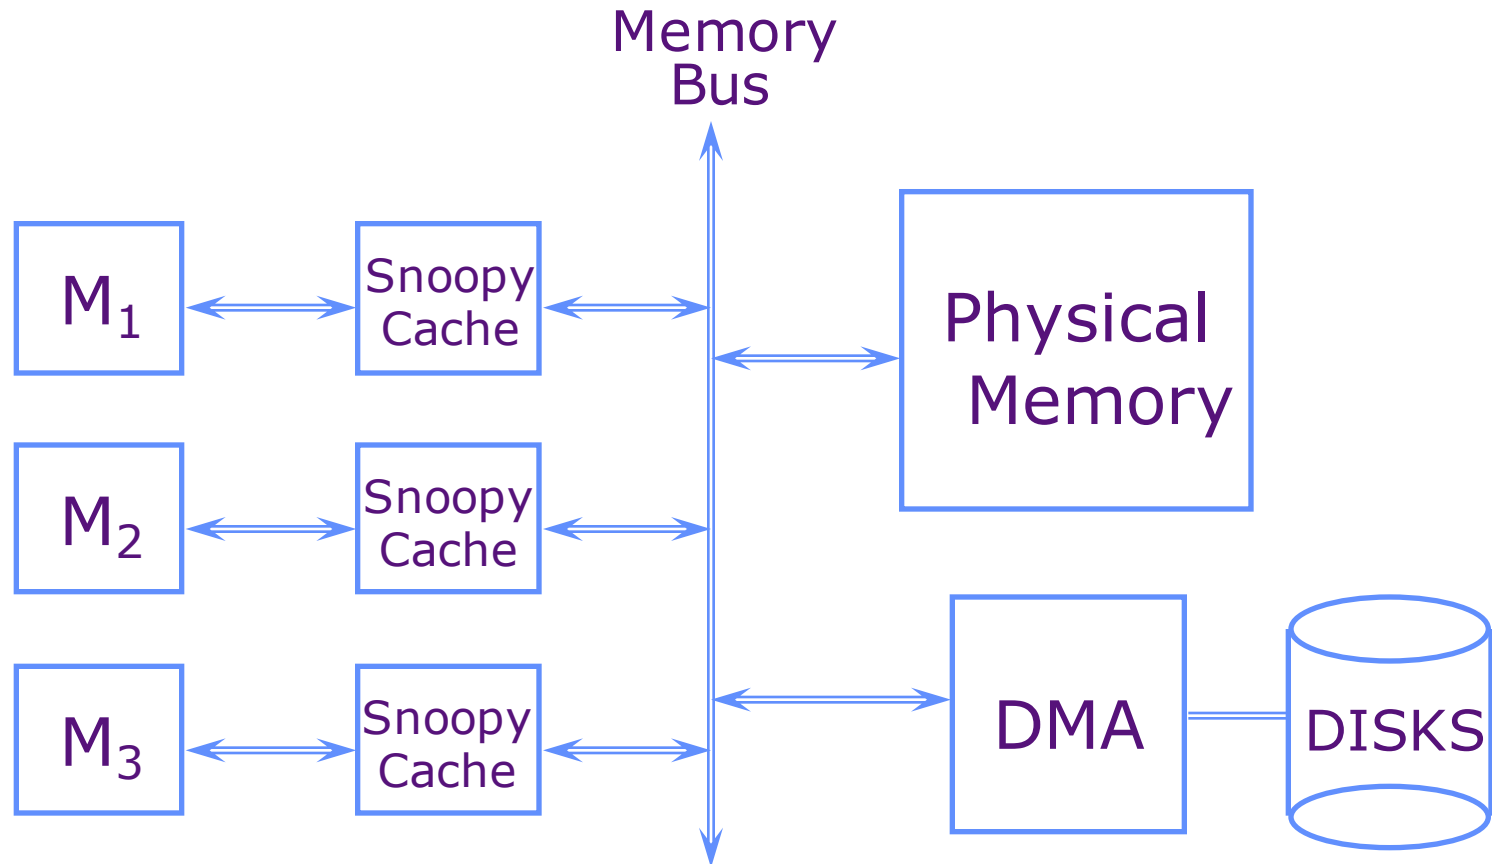 Memory
Bus
M₁
Snoopy
Cache
Physical
Memory
M₂
Snoopy
Cache
M₃
Snoopy
Cache
DMA
DISKS